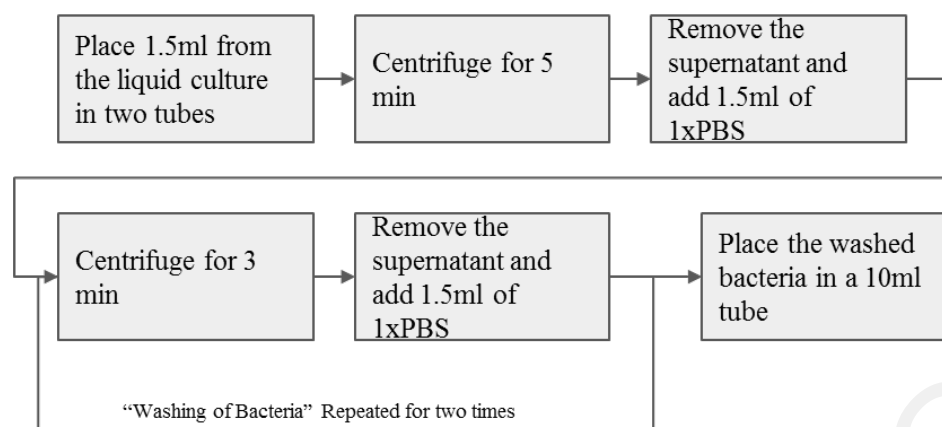 Place 1.5ml from
the liquid culture
in two tubes
Centrifuge for 5
min
Remove the
supernatant and
add 1.5ml of
1xPBS
Centrifuge for 3
min
Remove the
supernatant and
add 1.5ml of
1xPBS
Place the washed
bacteria in a 10ml
tube
“Washing of Bacteria” Repeated for two times